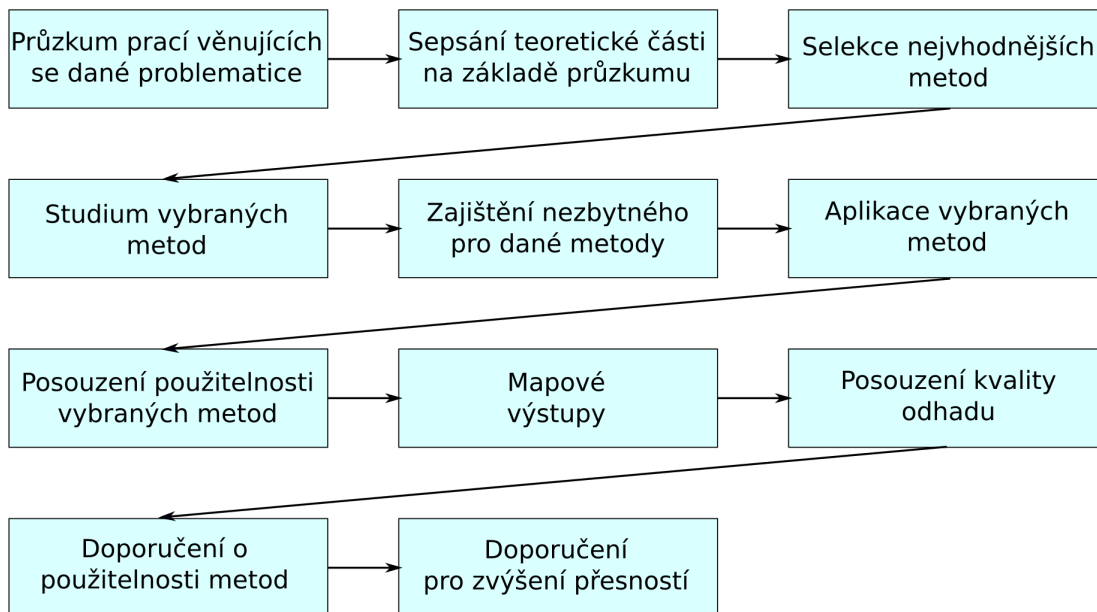 Průzkum prací věnujících
se dané problematice
Sepsání teoretické části
na základě průzkumu
Selekce nejvhodnějších
metod
Studium vybraných
metod
Zajištění nezbytného
pro dané metody
Aplikace vybraných
metod
Posouzení použitelnosti
vybraných metod
Mapové
výstupy
Posouzení kvality
odhadu
Doporučení o
použitelnosti metod
Doporučení
pro zvýšení přesností